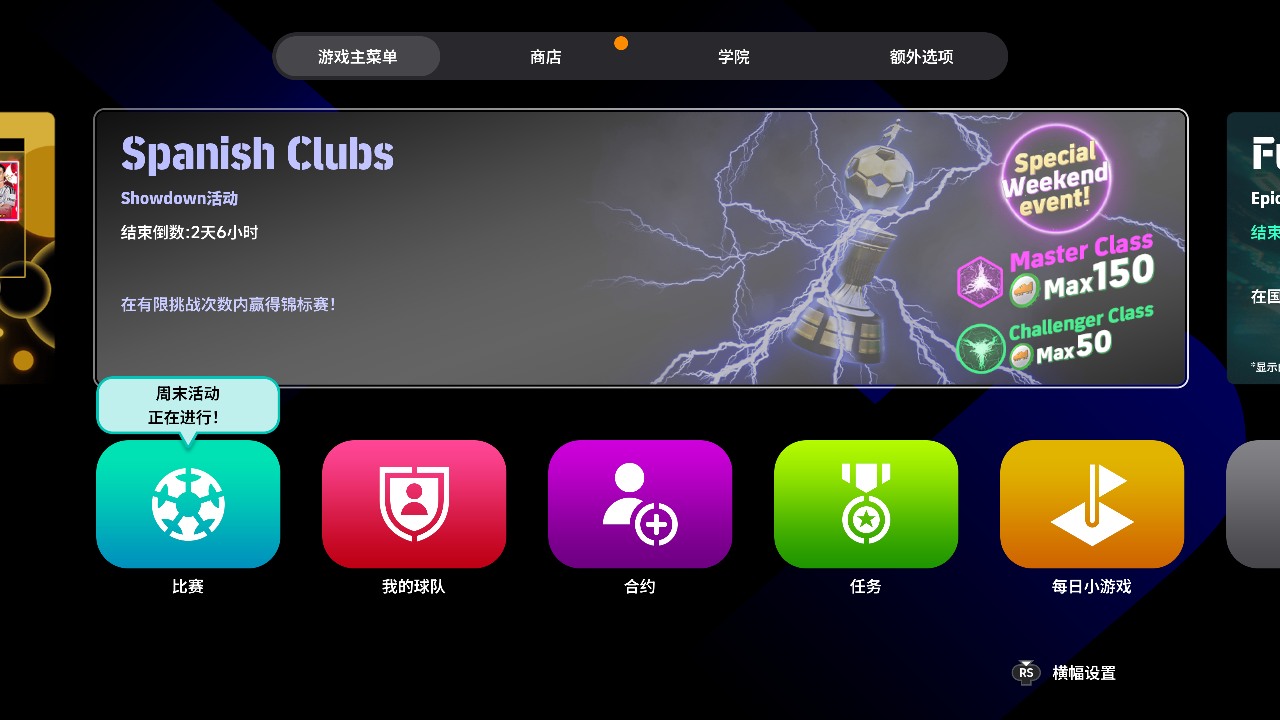 游戏主菜单
商店
学院
额外选项
Spanish Clubs
Showdown活动
结束倒数:2天6小时
在有限挑战次数内赢得锦标赛！
Special
Weekend
event!
Master Class
Max150
Challenger Class
Max50
Epic
结束
在国
周末活动
正在进行！
比赛
我的球队
合约
任务
每日小游戏
RS
横幅设置